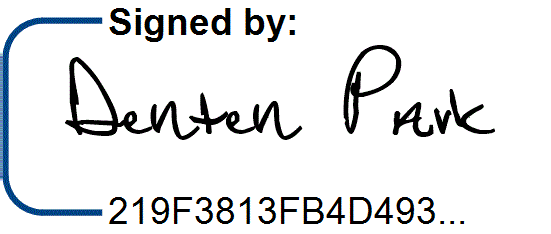 Signed by:
Denten Park
219F3813FB4D493...